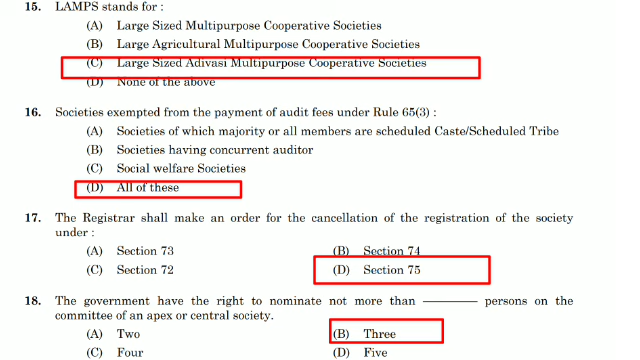 15. LAMPS stands for :
(A) Large Sized Multipurpose Cooperative Societies
(B) Large Agricultural Multipurpose Cooperative Societies
(C) Large Sized Adivasi Multipurpose Cooperative Societies
(D) None of the above
16. Societies exempted from the payment of audit fees under Rule 65(3) :
(A) Societies of which majority or all members are scheduled Caste/Scheduled Tribe
(B) Societies having concurrent auditor
(C) Social welfare Societies
(D) All of these
17. The Registrar shall make an order for the cancellation of the registration of the society
under :
(A) Section 73 (B) Section 74
(C) Section 72 (D) Section 75
18. The government have the right to nominate not more than ———— persons on the
committee of an apex or central society.
(A) Two (B) Three
(C) Four (D) Five